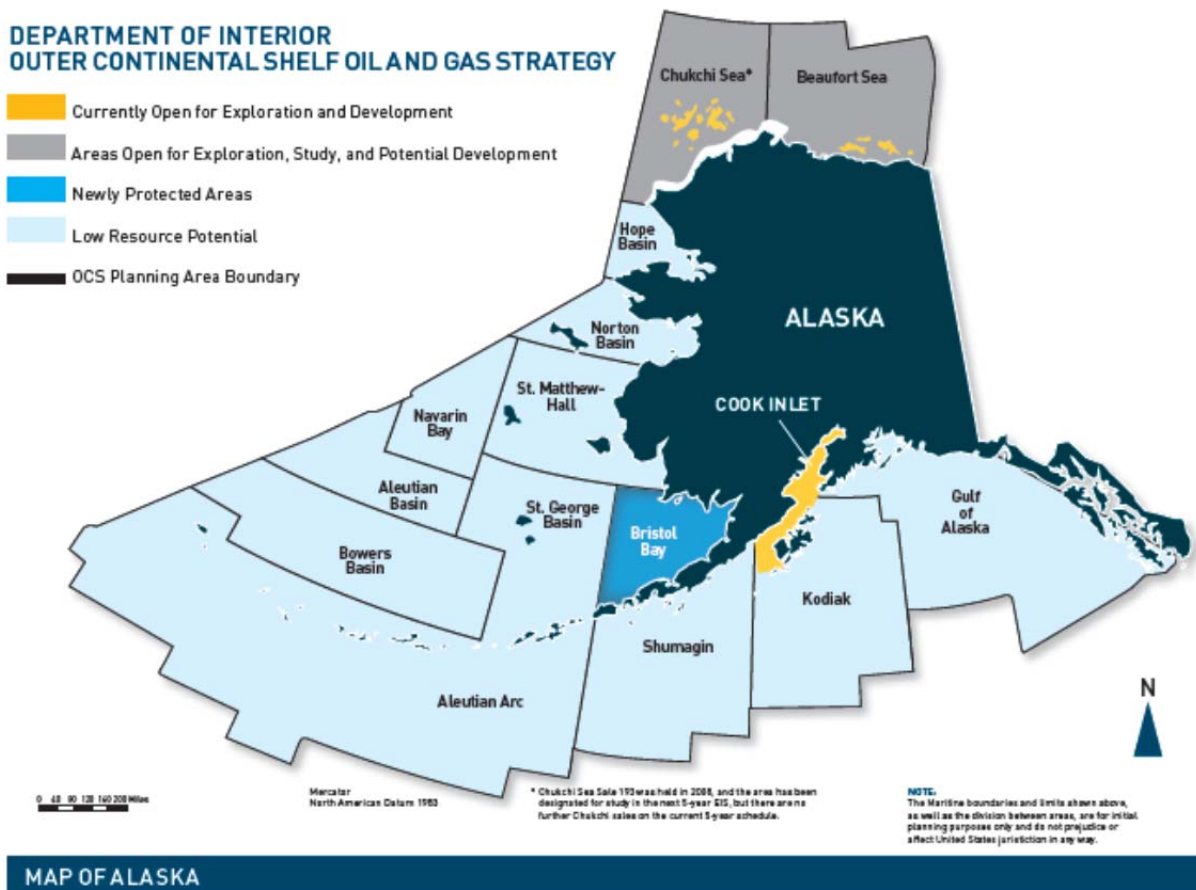 DEPARTMENT OF INTERIOR
OUTER CONTINENTAL SHELF OIL AND GAS STRATEGY
Currently Open for Exploration and Development
Areas Open for Exploration, Study, and Potential Development
Newly Protected Areas
Low Resource Potential
OCS Planning Area Boundary
Chukchi Sea*
Beaufort Sea
Hope
Basin
ALASKA
Norton
Basin
St. Matthew-
Hall
COOK INLET
Navarin
Bay
Aleutian
Basin
St. George
Basin
Bristol
Bay
Gulf
of
Alaska
Bowers
Basin
Kodiak
Shumagin
Aleutian Arc
N
0 40 80 120 160 200 Miles
Mercator
North American Datum 1983
* Chukchi Sea Sale 193 was held in 2008, and the area has been
designated for study in the next 5-year EIS, but there are no
further Chukchi sales on the current 5-year schedule.
NOTE:
The Maritime boundaries and limits shown above,
as well as the division between areas, are for initial
planning purposes only and do not prejudice or
affect United States jurisdiction in any way.
MAP OF ALASKA